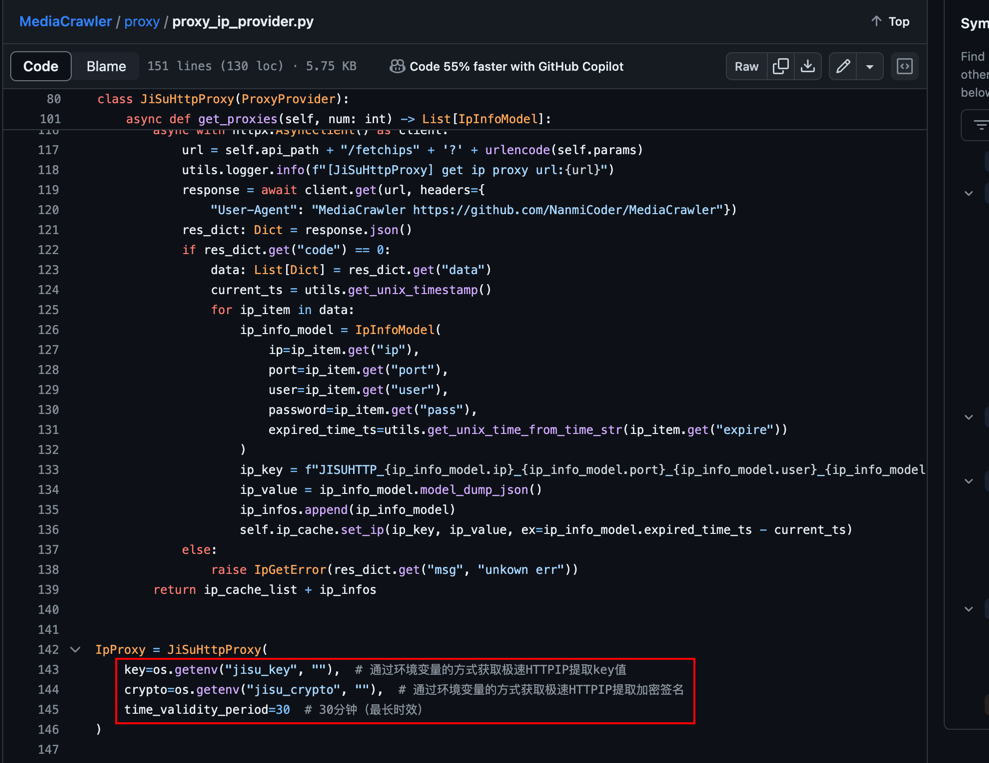 MediaCrawler / proxy / proxy_ip_provider.py
Top
Sym
Code Blame 151 lines (130 loc) · 5.75 KB Code 55% faster with GitHub Copilot Raw
Find
other
below
80 class JiSuHttpProxy(ProxyProvider):
101 async def get_proxies(self, num: int) -> List[IpInfoModel]:
116 async with httpx.AsyncClient() as client:
117 url = self.api_path + "/fetchips" + '?' + urlencode(self.params)
118 utils.logger.info(f"[JiSuHttpProxy] get ip proxy url:{url}")
119 response = await client.get(url, headers={
120 "User-Agent": "MediaCrawler https://github.com/NanmiCoder/MediaCrawler"})
121 res_dict: Dict = response.json()
122 if res_dict.get("code") == 0:
123 data: List[Dict] = res_dict.get("data")
124 current_ts = utils.get_unix_timestamp()
125 for ip_item in data:
126 ip_info_model = IpInfoModel(
127 ip=ip_item.get("ip"),
128 port=ip_item.get("port"),
129 user=ip_item.get("user"),
130 password=ip_item.get("pass"),
131 expired_time_ts=utils.get_unix_time_from_time_str(ip_item.get("expire"))
132 )
133 ip_key = f"JISUHTTP_{ip_info_model.ip}_{ip_info_model.port}_{ip_info_model.user}_{ip_info_model
134 ip_value = ip_info_model.model_dump_json()
135 ip_infos.append(ip_info_model)
136 self.ip_cache.set_ip(ip_key, ip_value, ex=ip_info_model.expired_time_ts - current_ts)
137 else:
138 raise IpGetError(res_dict.get("msg", "unkown err"))
139 return ip_cache_list + ip_infos
140
141
142 IpProxy = JiSuHttpProxy(
143 key=os.getenv("jisu_key", ""), # 通过环境变量的方式获取极速HTTPIP提取key值
144 crypto=os.getenv("jisu_crypto", ""), # 通过环境变量的方式获取极速HTTPIP提取加密签名
145 time_validity_period=30 # 30分钟（最长时效）
146 )
147